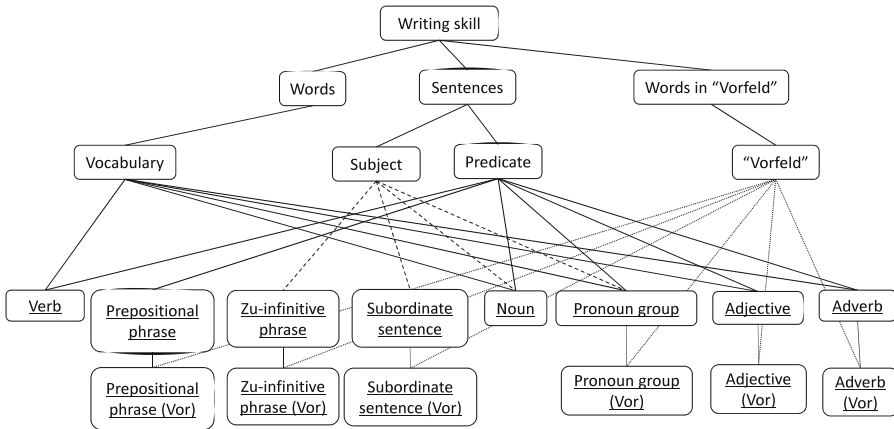 Writing skill
Words
Sentences
Words in “Vorfeld”
Vocabulary
Subject
Predicate
“Vorfeld”
Verb
Prepositional
phrase
Zu-infinitive
phrase
Subordinate
sentence
Noun
Pronoun group
Adjective
Adverb
Prepositional
phrase (Vor)
Zu-infinitive
phrase (Vor)
Subordinate
sentence (Vor)
Pronoun group
(Vor)
Adjective
(Vor)
Adverb
(Vor)